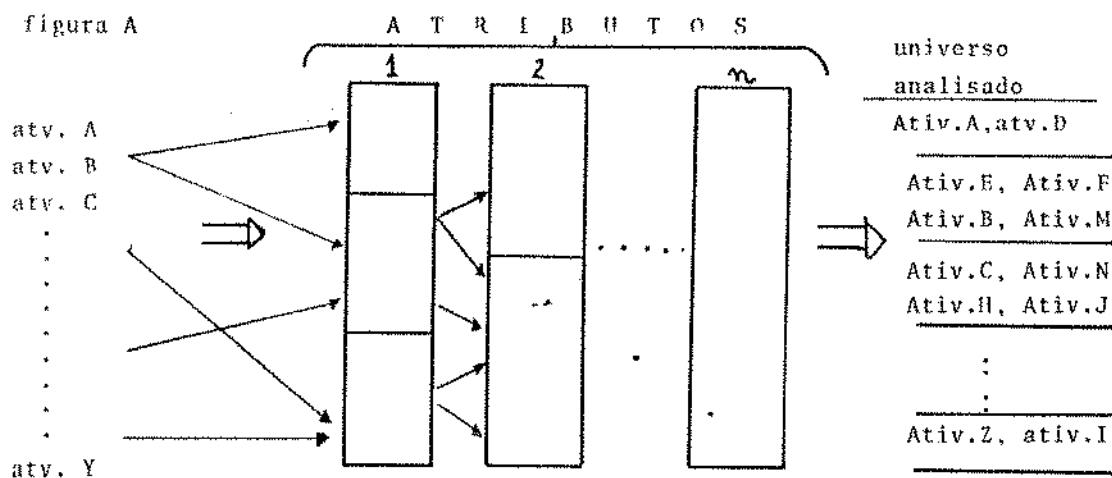 figura A
A T R I B U T O S
1 2 n
universo
analisado
atv. A
atv. B
atv. C
atv. Y
Ativ.A,atv.D
Ativ.E, Ativ.F
Ativ.B, Ativ.M
Ativ.C, Ativ.N
Ativ.H, Ativ.J
Ativ.Z, ativ.I